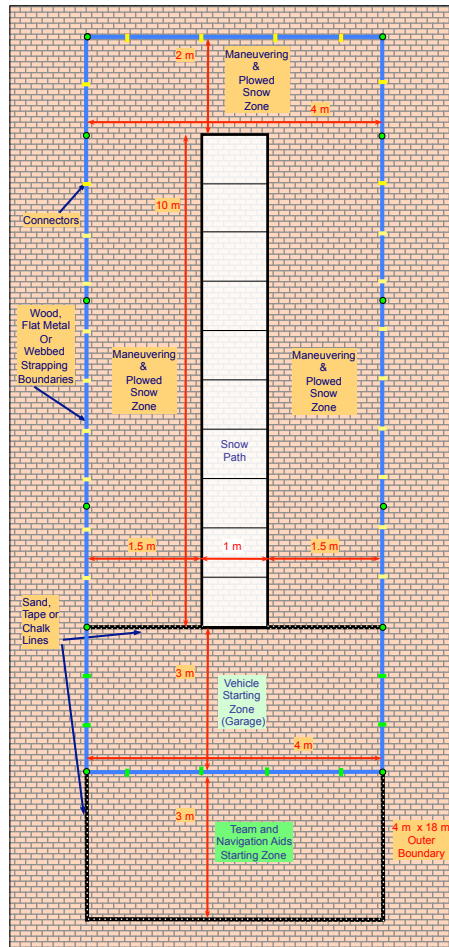 2 m
Maneuvering
&
Plowed
Snow
Zone
4 m
10 m
Connectors
Wood,
Flat Metal
Or
Webbed
Strapping
Boundaries
Maneuvering
&
Plowed
Snow
Zone
Maneuvering
&
Plowed
Snow
Zone
Snow
Path
1.5 m
1 m
1.5 m
Sand,
Tape or
Chalk
Lines
3 m
Vehicle
Starting
Zone
(Garage)
4 m
3 m
Team and
Navigation Aids
Starting Zone
4 m x 18 m
Outer
Boundary